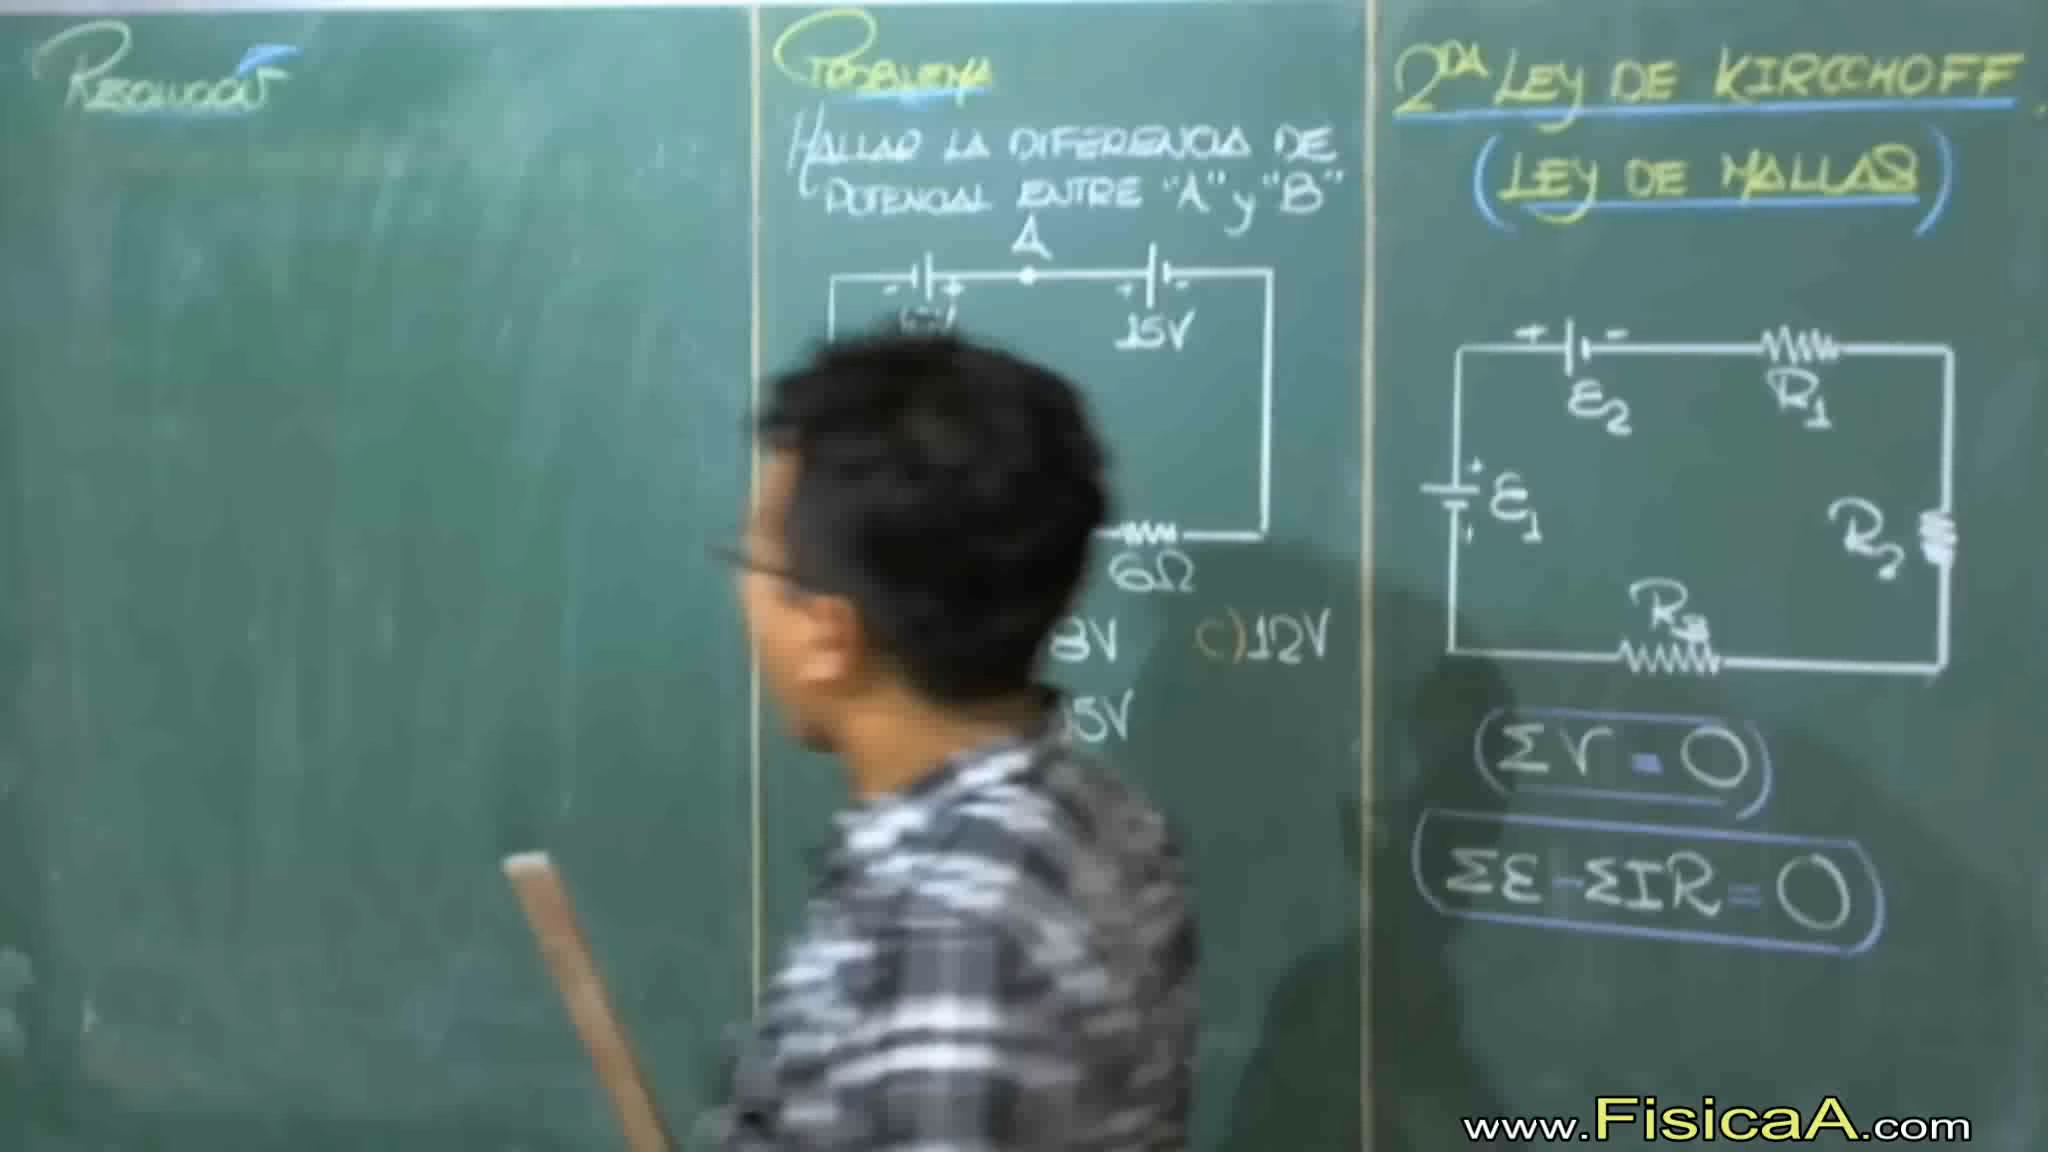 RESOLUCIÓN
PROBLEMA
HALLAR LA DIFERENCIA DE
POTENCIAL ENTRE "A" y "B"
A
- + + -
15V
6Ω
8V C) 12V
5V
2DA LEY DE KIRCCHOFF
(LEY DE MALLAS)
+ -
ε2 R1
+
ε1
R2
R3
(ΣV = 0)
Σε - ΣIR = 0
www.FisicaA.com